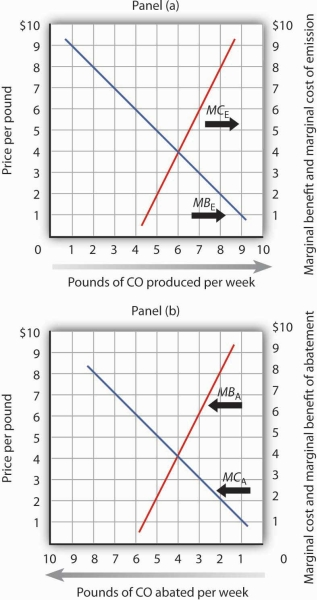 Panel (a)
$10
9
8
7
6
5
4
3
2
1
0
1 2 3 4 5 6 7 8 9 10
$10
9
8
7
6
5
4
3
2
1
Price per pound
Marginal benefit and marginal cost of emission
MCE
MBE
Pounds of CO produced per week
Panel (b)
$10
9
8
7
6
5
4
3
2
1
10 9 8 7 6 5 4 3 2 1 0
$10
9
8
7
6
5
4
3
2
1
Price per pound
Marginal cost and marginal benefit of abatement
MBA
MCA
Pounds of CO abated per week